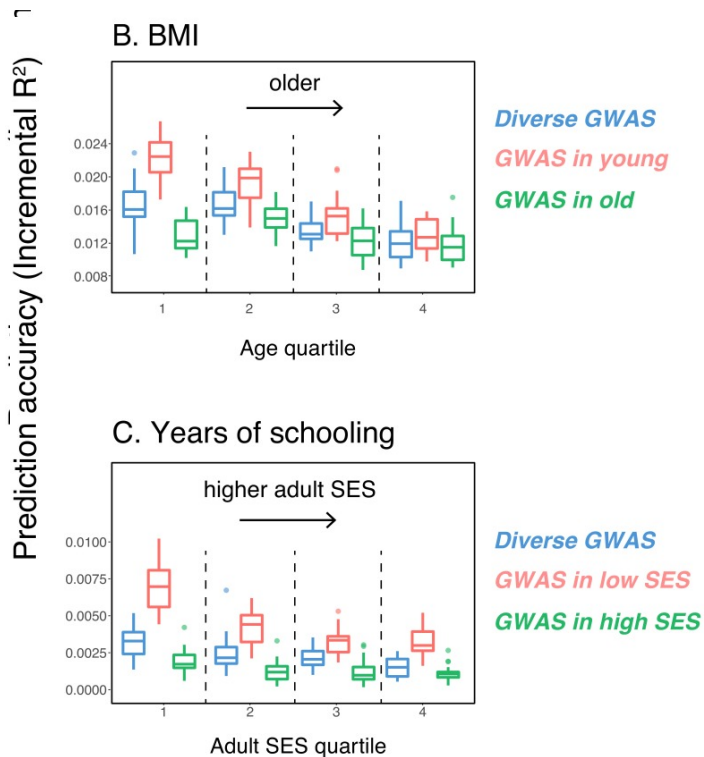 B. BMI
older
0.024
0.020
0.016
0.012
0.008
1 2 3 4
Age quartile
Diverse GWAS
GWAS in young
GWAS in old
Prediction accuracy (Incremental R²)
C. Years of schooling
higher adult SES
0.0100
0.0075
0.0050
0.0025
0.0000
1 2 3 4
Adult SES quartile
Diverse GWAS
GWAS in low SES
GWAS in high SES